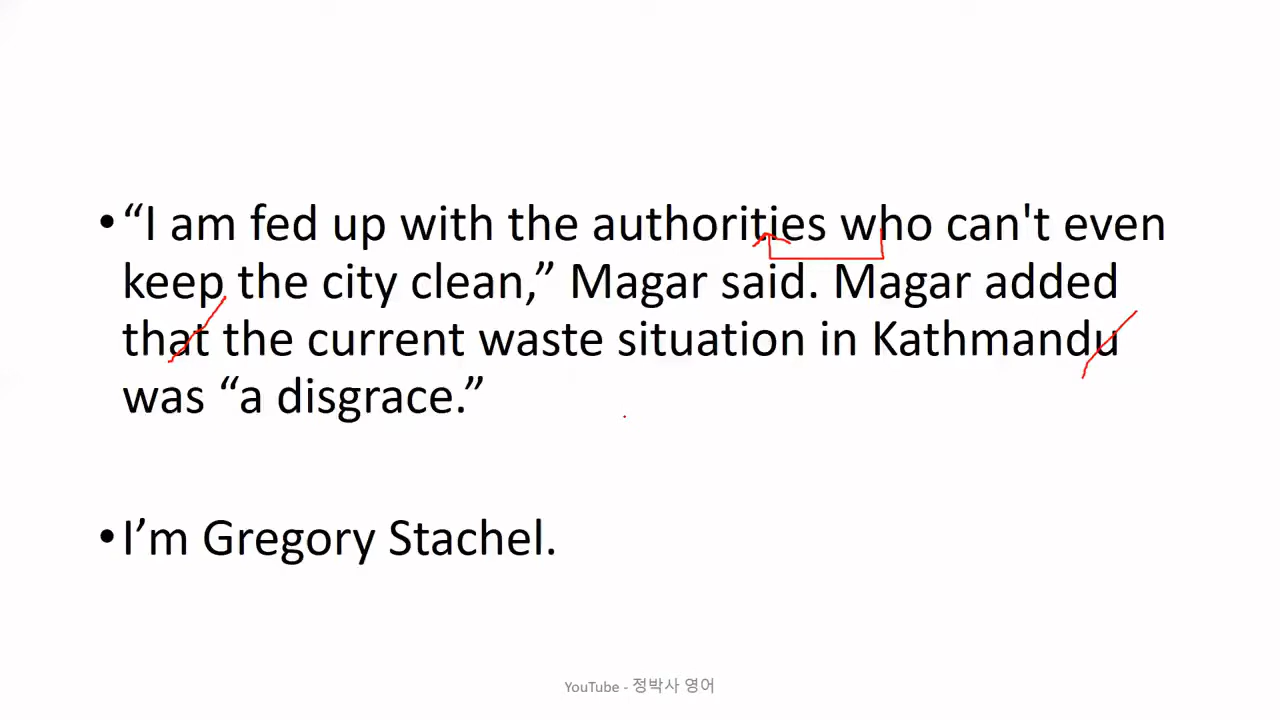 •“I am fed up with the authorities who can't even
keep the city clean,” Magar said. Magar added
that the current waste situation in Kathmandu
was “a disgrace.”
•I’m Gregory Stachel.
YouTube - 정박사 영어